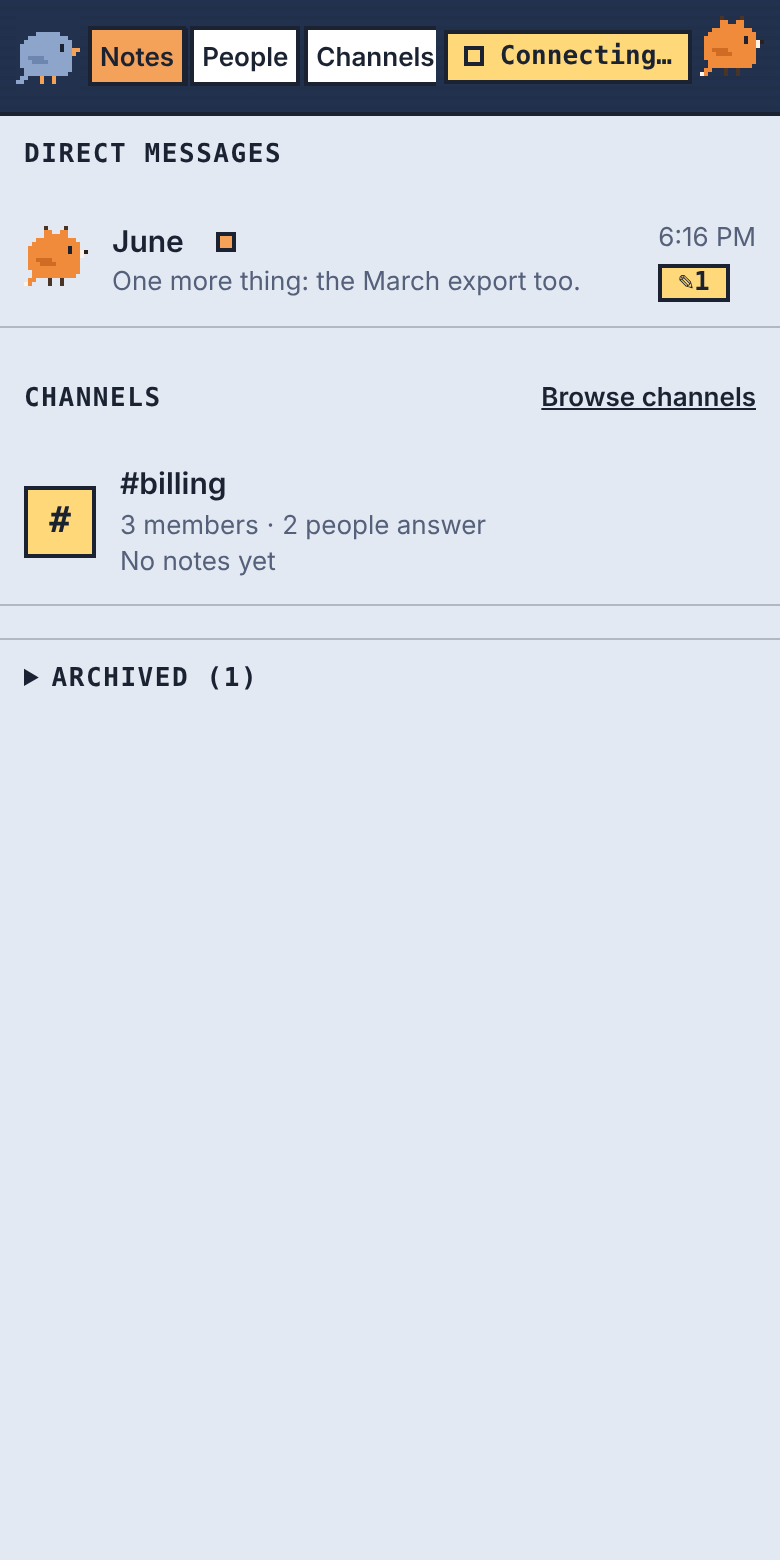 Notes People Channels Connecting…
DIRECT MESSAGES
June 6:16 PM
One more thing: the March export too. ✎1
CHANNELS Browse channels
# #billing
3 members · 2 people answer
No notes yet
▶ ARCHIVED (1)